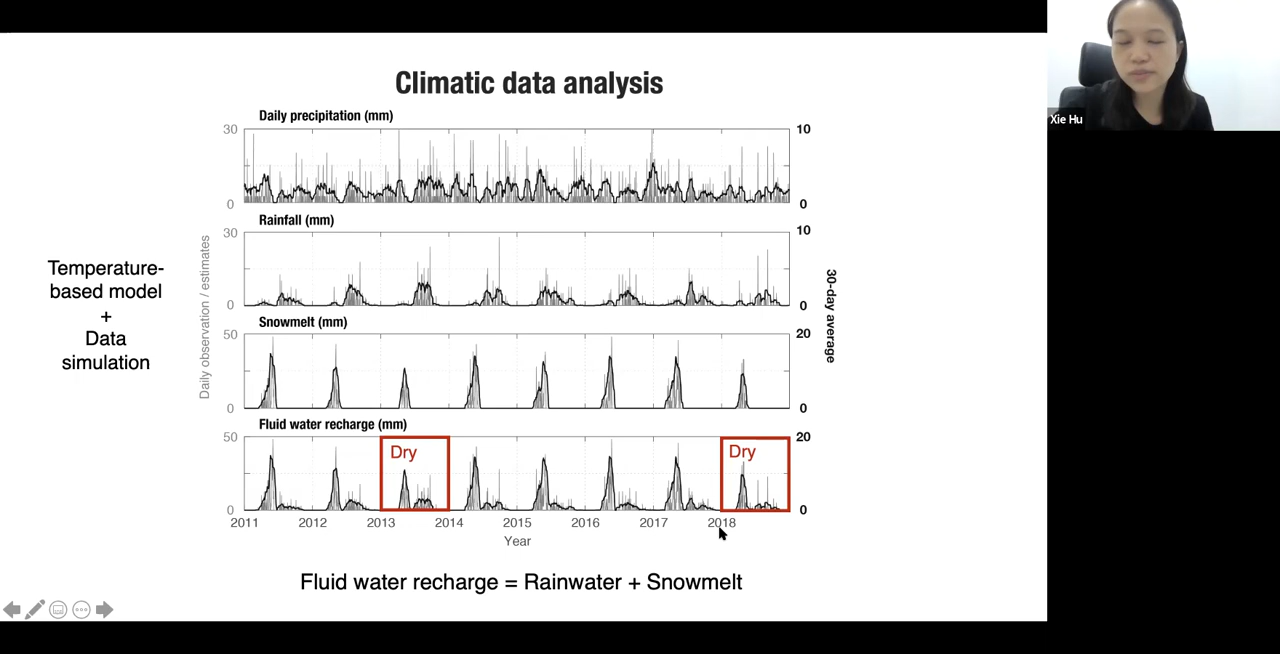 Climatic data analysis
Daily precipitation (mm)
30
10
0
0
Rainfall (mm)
30
10
0
0
Snowmelt (mm)
50
20
0
0
Fluid water recharge (mm)
50
20
Dry
Dry
0
0
2011 2012 2013 2014 2015 2016 2017 2018
Year
Daily observation / estimates
30-day average
Temperature-
based model
+
Data
simulation
Fluid water recharge = Rainwater + Snowmelt
Xie Hu